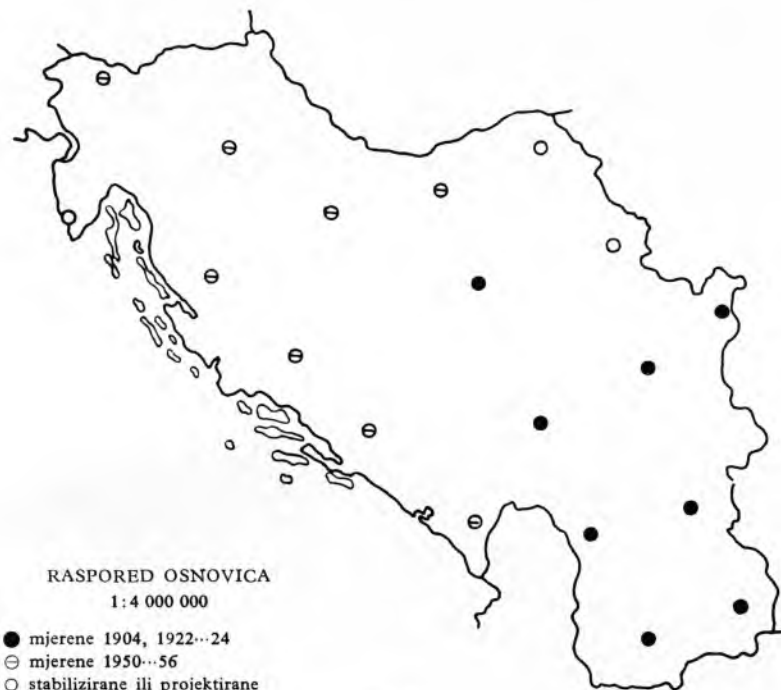 RASPORED OSNOVICA
1:4 000 000
mjerene 1904, 1922···24
mjerene 1950···56
stabilizirane ili projektirane